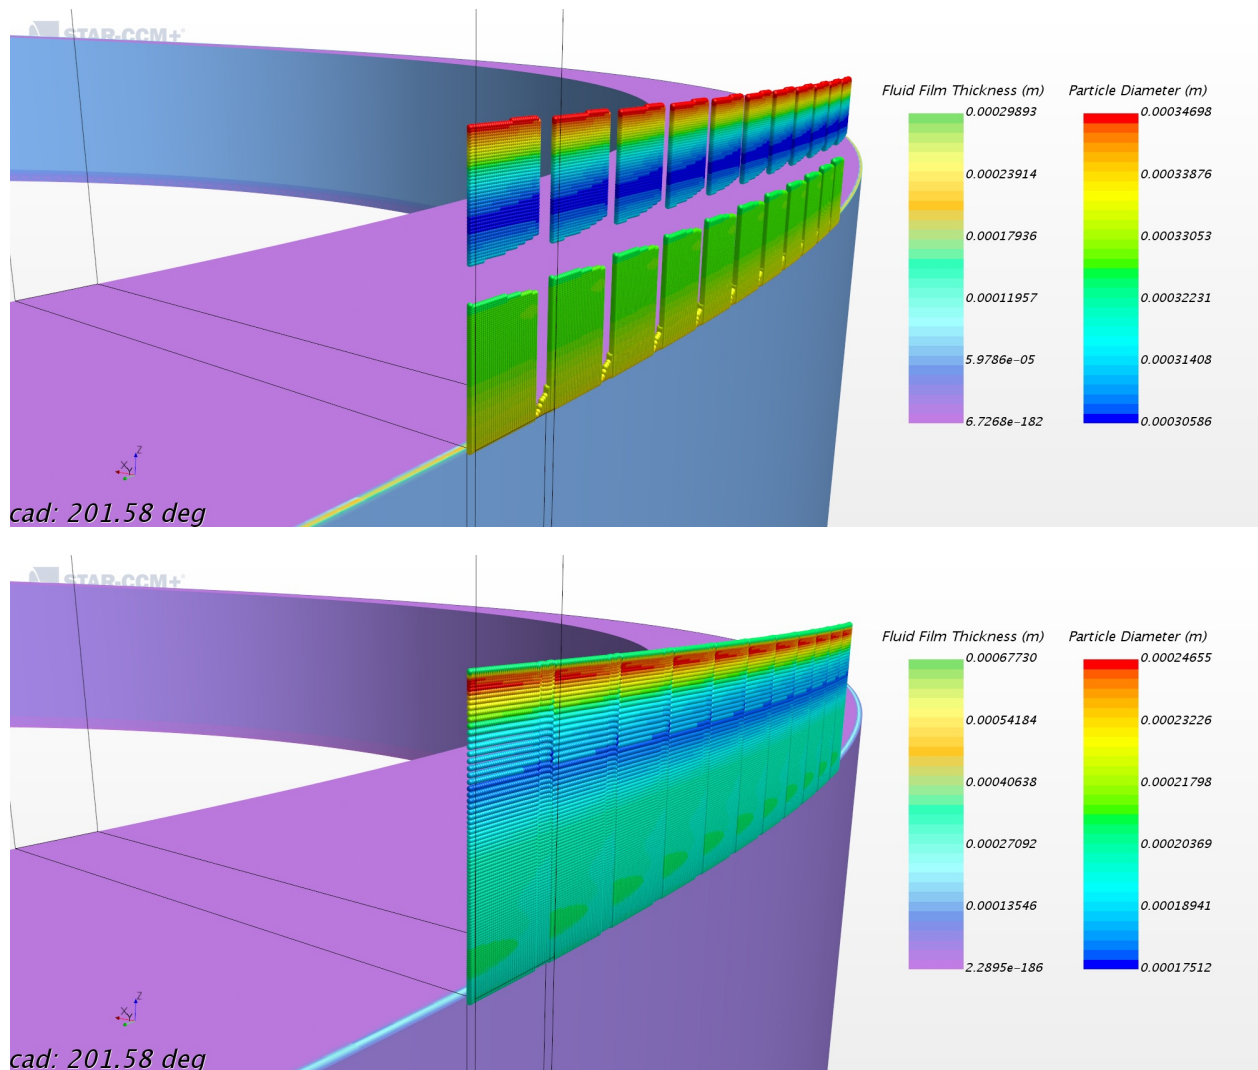 STAR-CCM+
Fluid Film Thickness (m) Particle Diameter (m)
0.00029893 0.00034698
0.00023914 0.00033876
0.00017936 0.00033053
0.00011957 0.00032231
5.9786e-05 0.00031408
6.7268e-182 0.00030586
Z
X Y
cad: 201.58 deg
STAR-CCM+
Fluid Film Thickness (m) Particle Diameter (m)
0.00067730 0.00024655
0.00054184 0.00023226
0.00040638 0.00021798
0.00027092 0.00020369
0.00013546 0.00018941
2.2895e-186 0.00017512
Z
X Y
cad: 201.58 deg